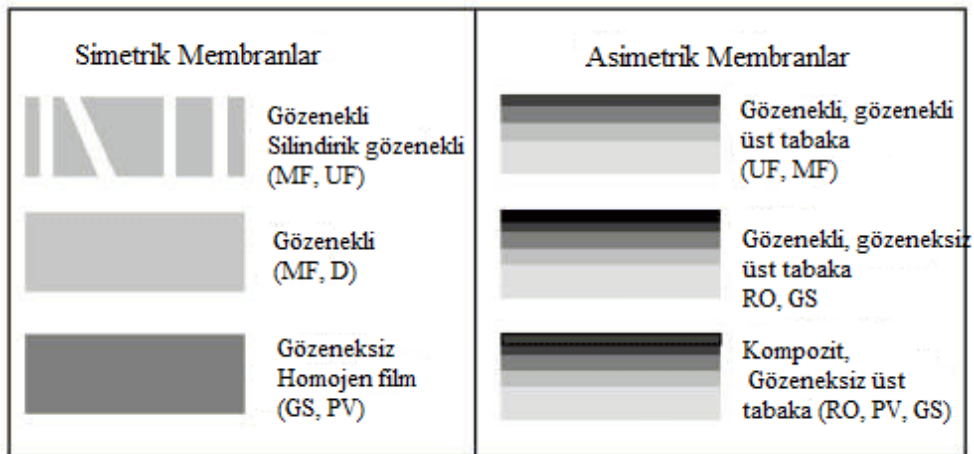 Simetrik Membranlar
Gözenekli
Silindirik gözenekli
(MF, UF)
Gözenekli
(MF, D)
Gözeneksiz
Homojen film
(GS, PV)
Asimetrik Membranlar
Gözenekli, gözenekli
üst tabaka
(UF, MF)
Gözenekli, gözeneksiz
üst tabaka
RO, GS
Kompozit,
Gözeneksiz üst
tabaka (RO, PV, GS)